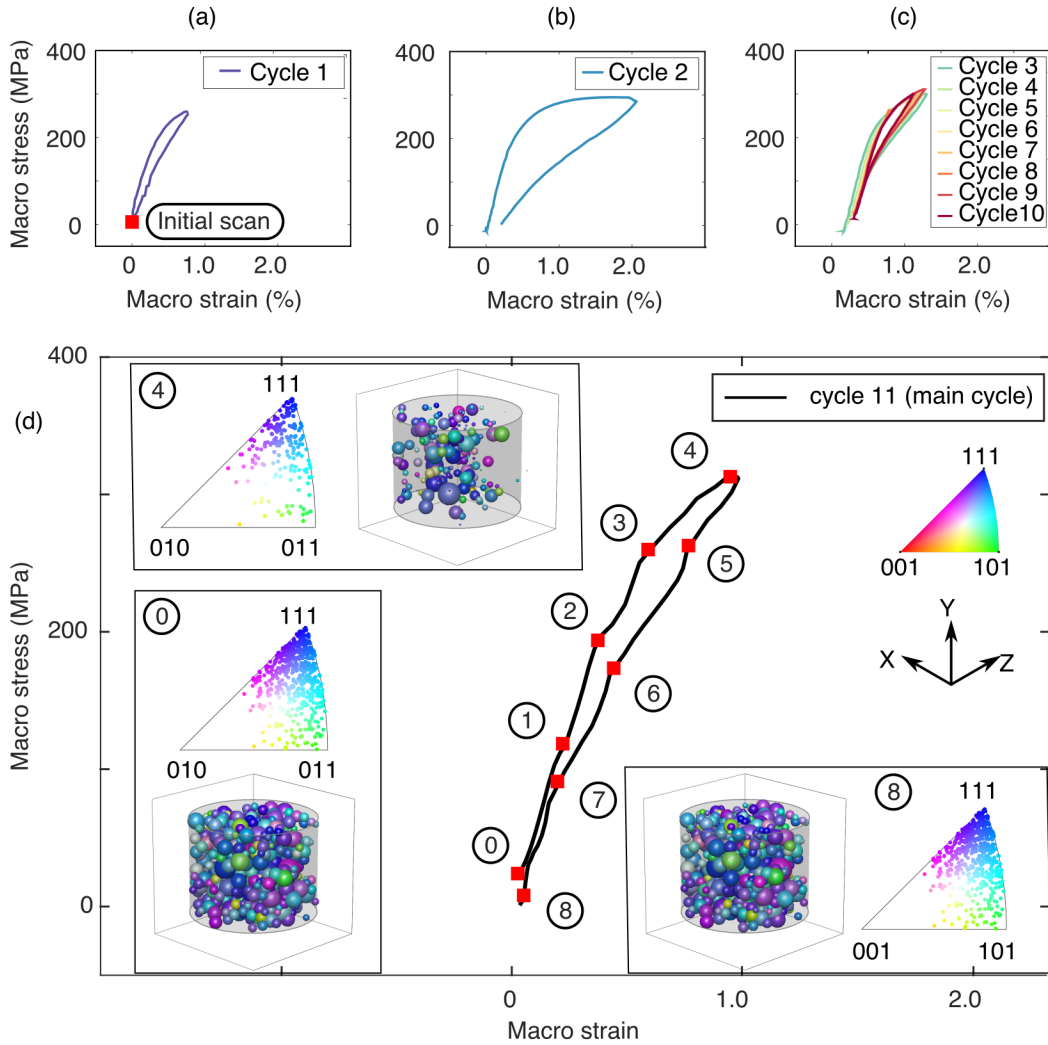 (a)
(b)
(c)
Macro stress (MPa)
400
200
0
Cycle 1
Initial scan
0
1.0
2.0
Macro strain (%)
400
200
0
Cycle 2
0
1.0
2.0
Macro strain (%)
400
200
0
Cycle 3
Cycle 4
Cycle 5
Cycle 6
Cycle 7
Cycle 8
Cycle 9
Cycle10
0
1.0
2.0
Macro strain (%)
(d)
Macro stress (MPa)
400
200
0
4
111
010
011
cycle 11 (main cycle)
111
001
101
Y
X
Z
0
111
010
011
0
1
2
3
4
5
6
7
8
8
111
001
101
0
1.0
2.0
Macro strain